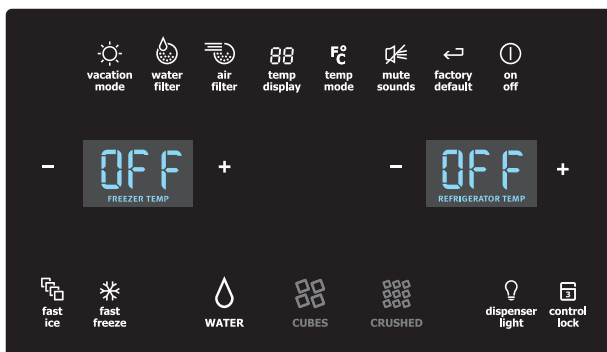 88
F°C
vacation mode
water filter
air filter
temp display
temp mode
mute sounds
factory default
on off
- OFF +
FREEZER TEMP
- OFF +
REFRIGERATOR TEMP
3
fast ice
fast freeze
WATER
CUBES
CRUSHED
dispenser light
control lock